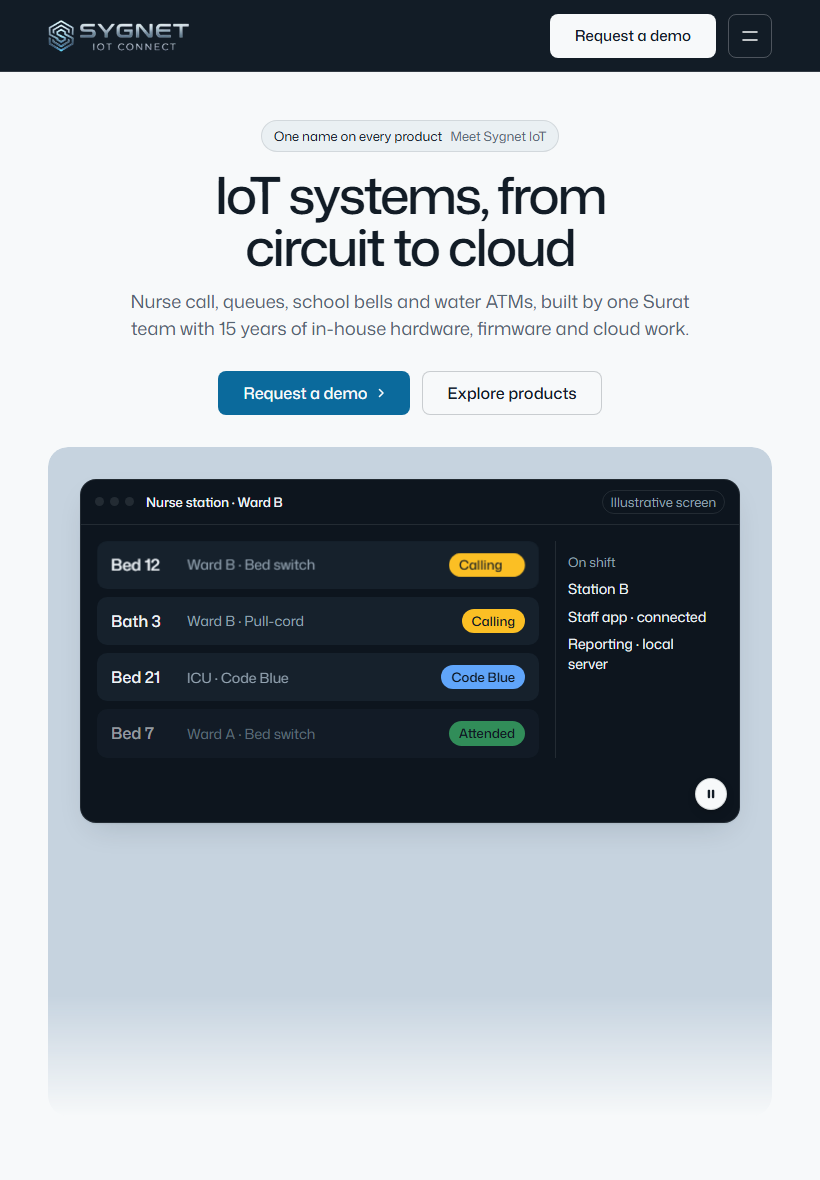 SYGNET
IOT CONNECT
Request a demo
One name on every product Meet Sygnet IoT
IoT systems, from
circuit to cloud
Nurse call, queues, school bells and water ATMs, built by one Surat
team with 15 years of in-house hardware, firmware and cloud work.
Request a demo
Explore products
Nurse station · Ward B
Illustrative screen
Bed 12 Ward B · Bed switch Calling
Bath 3 Ward B · Pull-cord Calling
Bed 21 ICU · Code Blue Code Blue
Bed 7 Ward A · Bed switch Attended
On shift
Station B
Staff app · connected
Reporting · local
server